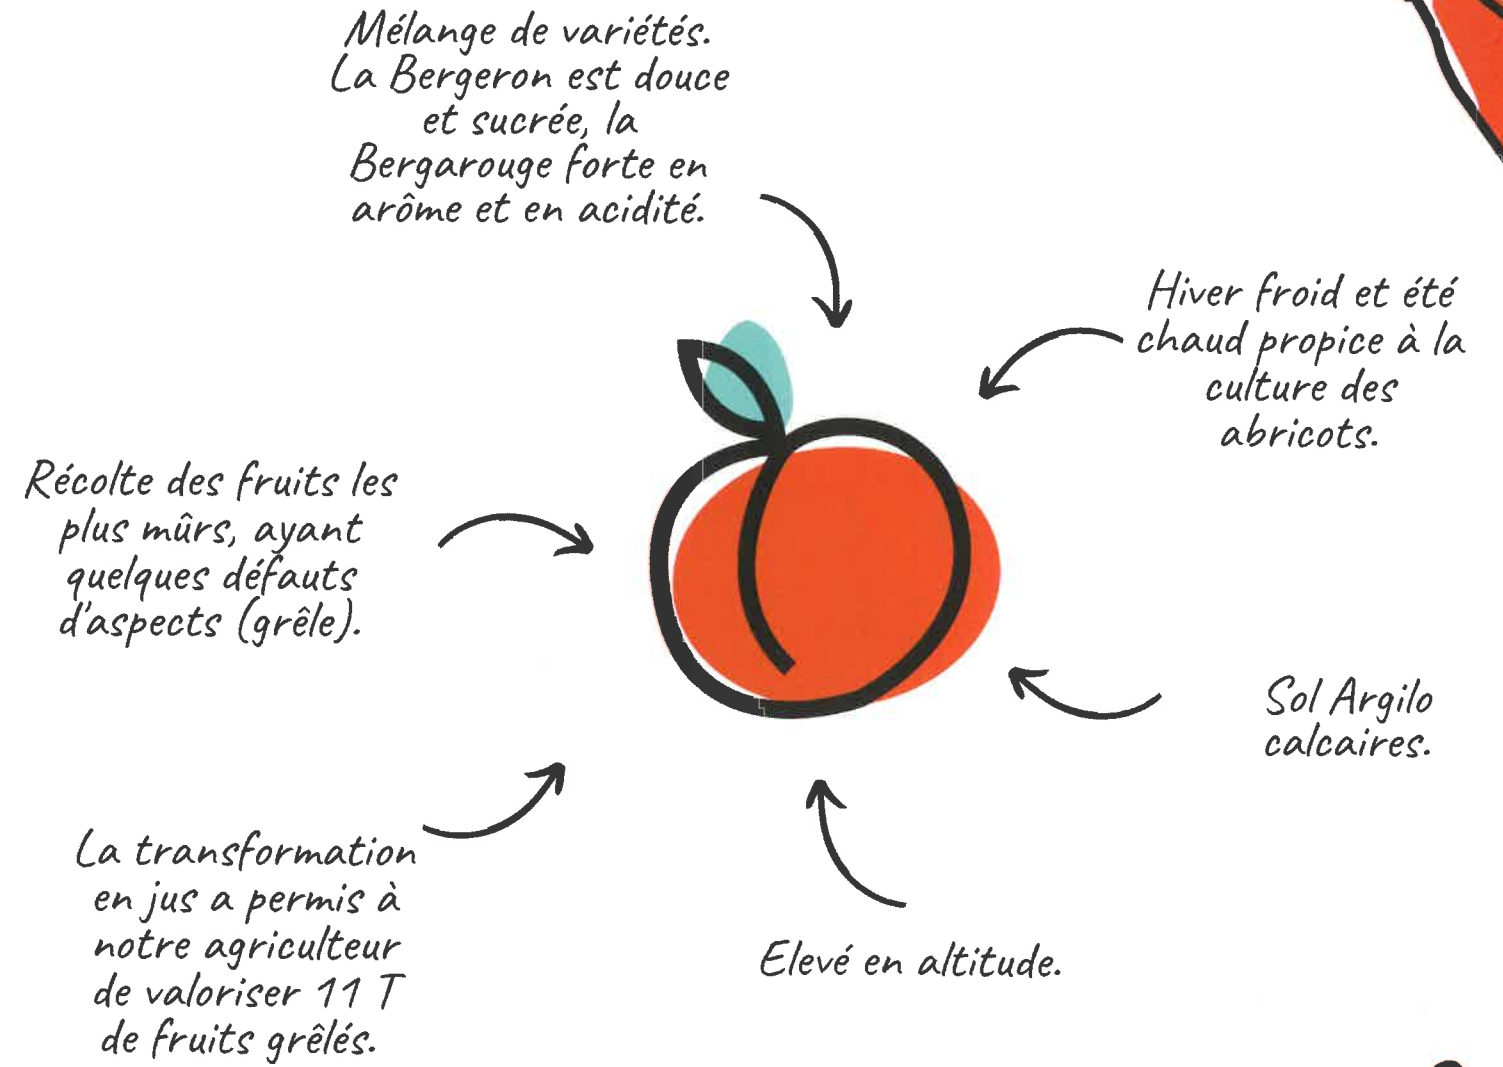 Mélange de variétés.
La Bergeron est douce
et sucrée, la
Bergarouge forte en
arôme et en acidité.
Hiver froid et été
chaud propice à la
culture des
abricots.
Récolte des fruits les
plus mûrs, ayant
quelques défauts
d'aspects (grêle).
Sol Argilo
calcaires.
La transformation
en jus a permis à
notre agriculteur
de valoriser 11 T
de fruits grêlés.
Elevé en altitude.